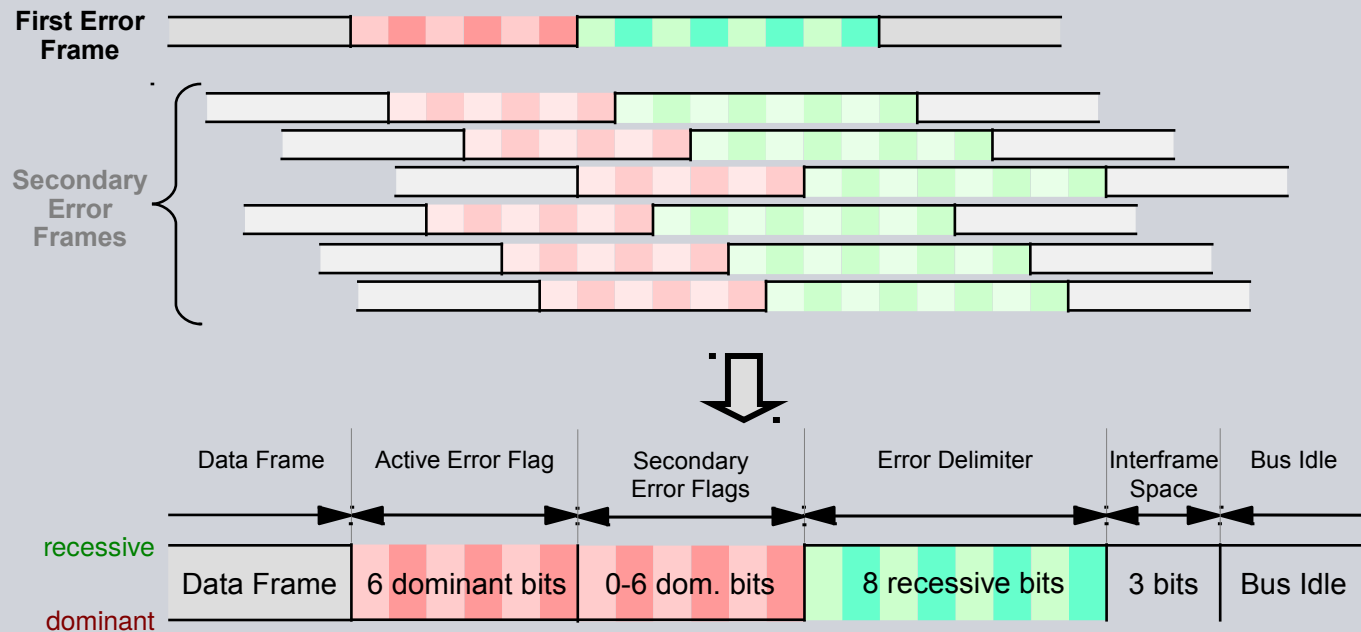 First Error
Frame
Secondary
Error
Frames
Data Frame
Active Error Flag
Secondary
Error Flags
Error Delimiter
Interframe
Space
Bus Idle
recessive
Data Frame
6 dominant bits
0-6 dom. bits
8 recessive bits
3 bits
Bus Idle
dominant